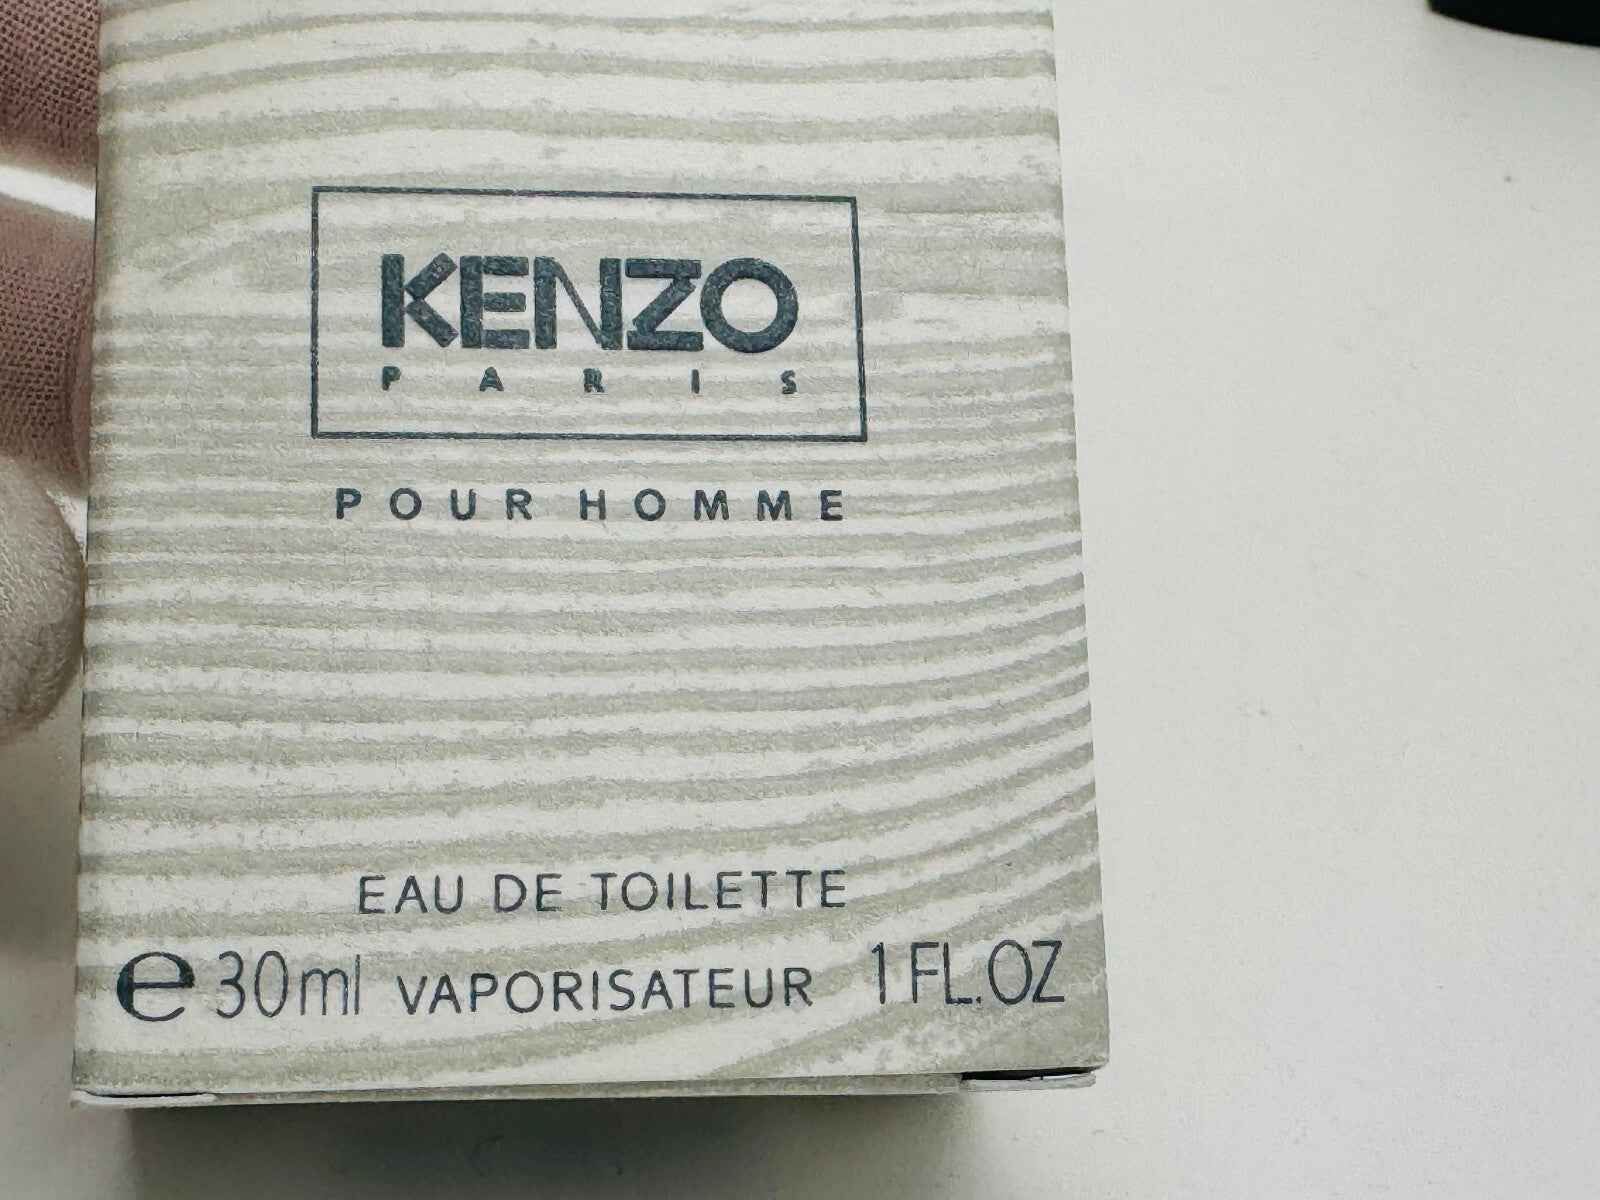 KENZO
PARIS
POUR HOMME
EAU DE TOILETTE
℮ 30ml VAPORISATEUR 1 FL.OZ